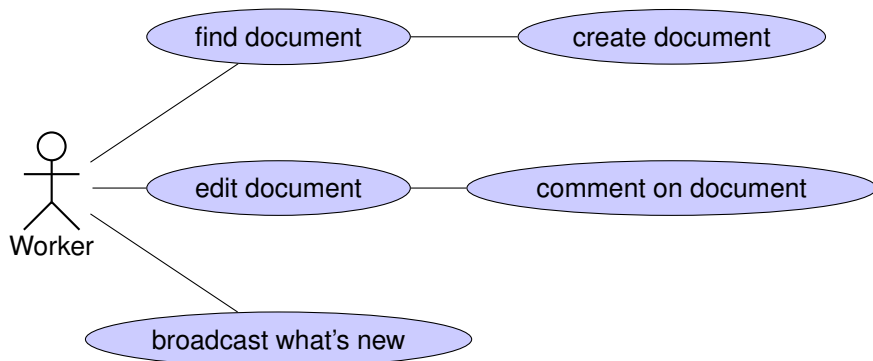 find document
create document
edit document
comment on document
Worker
broadcast what's new